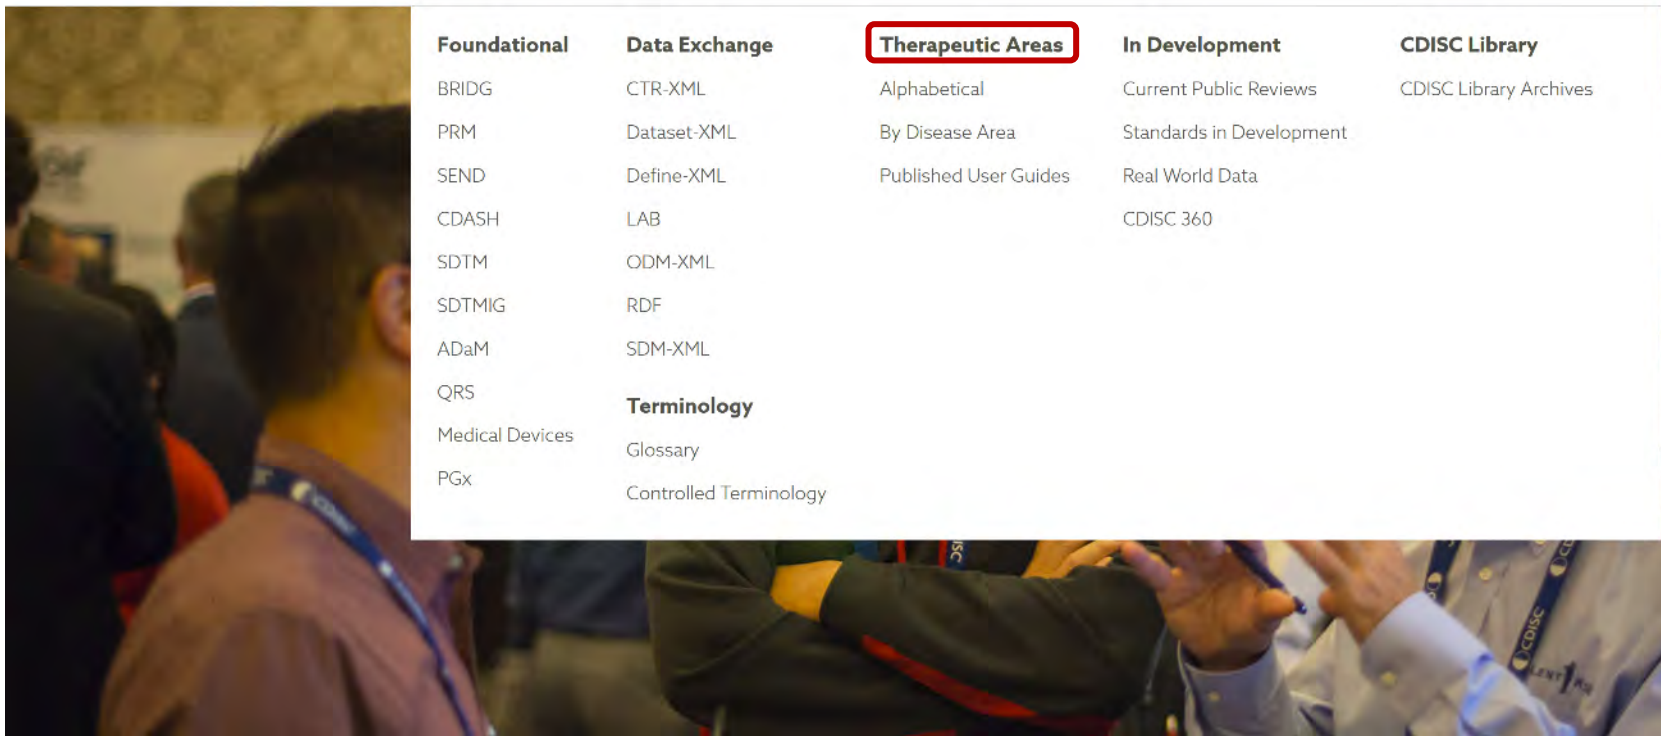 Foundational
BRIDG
PRM
SEND
CDASH
SDTM
SDTMIG
ADaM
QRS
Medical Devices
PGx
Data Exchange
CTR-XML
Dataset-XML
Define-XML
LAB
ODM-XML
RDF
SDM-XML
Terminology
Glossary
Controlled Terminology
Therapeutic Areas
Alphabetical
By Disease Area
Published User Guides
In Development
Current Public Reviews
Standards in Development
Real World Data
CDISC 360
CDISC Library
CDISC Library Archives
CDISC
CDISC